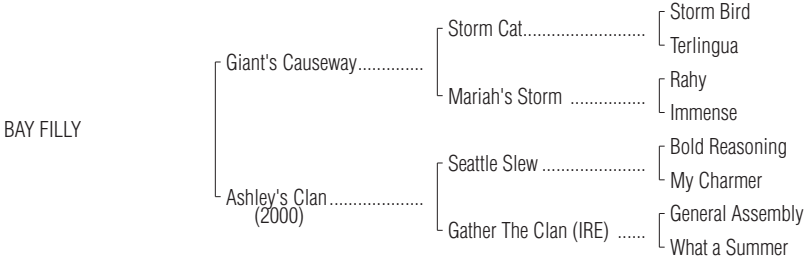 Storm Bird
Storm Cat..........................
Terlingua
Giant's Causeway..............
Rahy
Mariah's Storm ................
Immense
BAY FILLY
Bold Reasoning
Seattle Slew ......................
My Charmer
Ashley's Clan....................
(2000)
General Assembly
Gather The Clan (IRE) ......
What a Summer